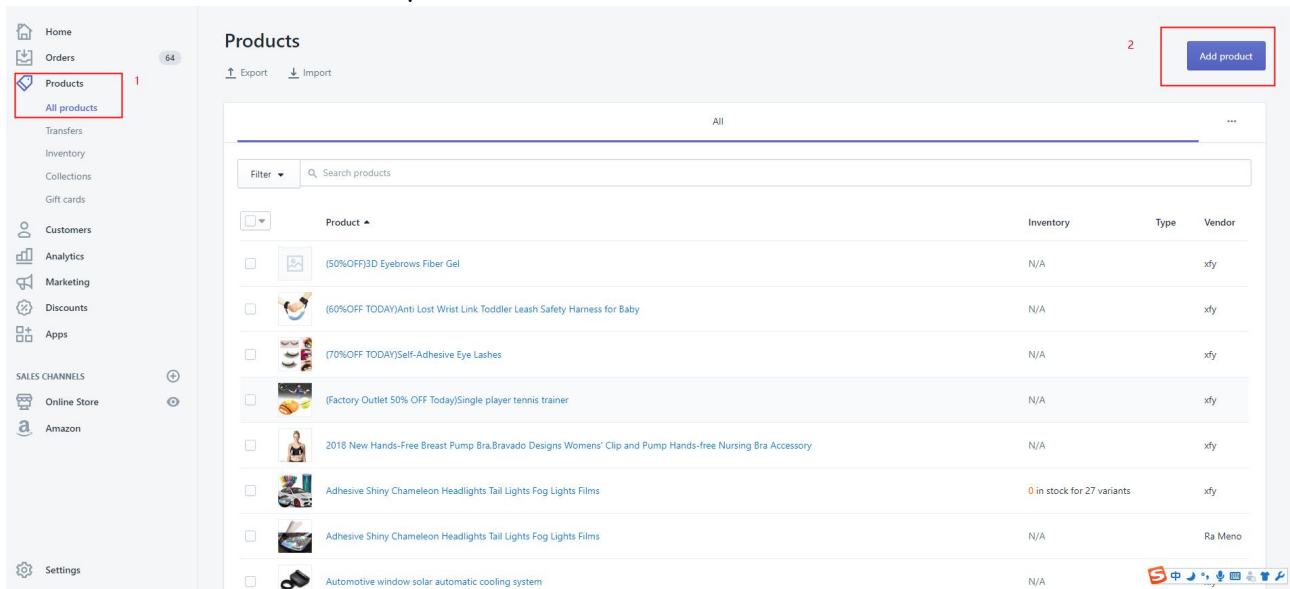 Home
Orders 64
Products 1
All products
Transfers
Inventory
Collections
Gift cards
Customers
Analytics
Marketing
Discounts
Apps
SALES CHANNELS
Online Store
Amazon
Settings
Products
2
Add product
Export Import
All
Filter Search products
Product Inventory Type Vendor
(50%OFF)3D Eyebrows Fiber Gel N/A xfy
(60%OFF TODAY)Anti Lost Wrist Link Toddler Leash Safety Harness for Baby N/A xfy
(70%OFF TODAY)Self-Adhesive Eye Lashes N/A xfy
(Factory Outlet 50% OFF Today)Single player tennis trainer N/A xfy
2018 New Hands-Free Breast Pump Bra,Bravado Designs Womens' Clip and Pump Hands-free Nursing Bra Accessory N/A xfy
Adhesive Shiny Chameleon Headlights Tail Lights Fog Lights Films 0 in stock for 27 variants xfy
Adhesive Shiny Chameleon Headlights Tail Lights Fog Lights Films N/A Ra Meno
Automotive window solar automatic cooling system N/A
中